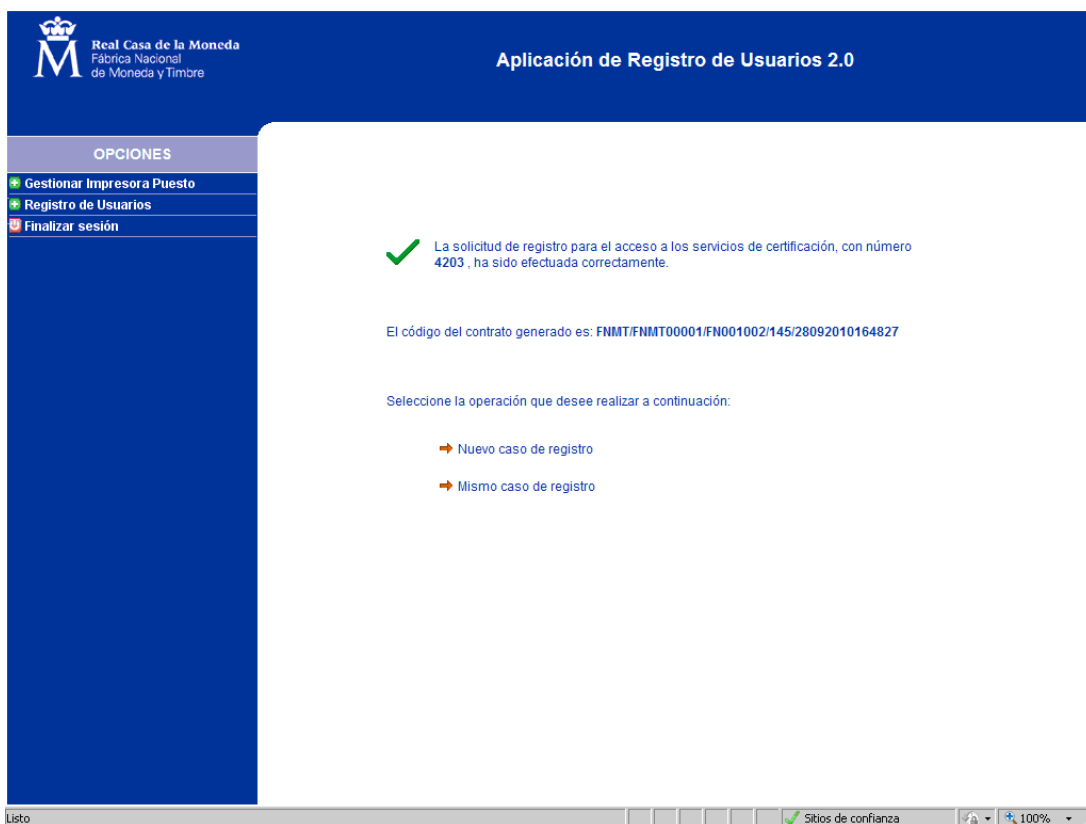 Real Casa de la Moneda
Fábrica Nacional
de Moneda y Timbre
Aplicación de Registro de Usuarios 2.0
OPCIONES
Gestionar Impresora Puesto
Registro de Usuarios
Finalizar sesión
La solicitud de registro para el acceso a los servicios de certificación, con número
4203 , ha sido efectuada correctamente.
El código del contrato generado es: FNMT/FNMT00001/FN001002/145/28092010164827
Seleccione la operación que desee realizar a continuación:
Nuevo caso de registro
Mismo caso de registro
Listo
Sitios de confianza
100%